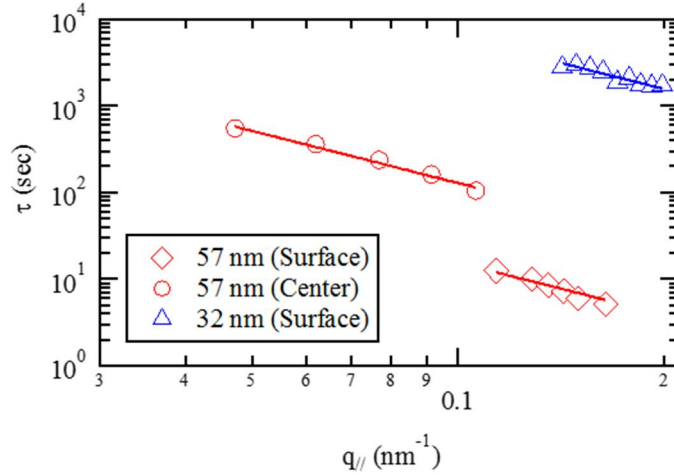 10⁴
10³
10²
10¹
10⁰
τ (sec)
57 nm (Surface)
57 nm (Center)
32 nm (Surface)
3 4 5 6 7 8 9 2
0.1
q// (nm⁻¹)